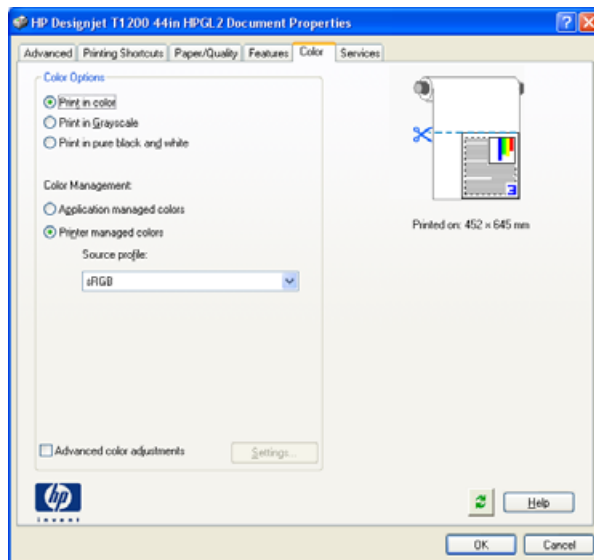 HP Designjet T1200 44in HPGL2 Document Properties
Advanced Printing Shortcuts Paper/Quality Features Color Services
Color Options
Print in color
Print in Grayscale
Print in pure black and white
Color Management:
Application managed colors
Printer managed colors
Source profile:
sRGB
Advanced color adjustments
Settings...
3
Printed on: 452 x 645 mm
hp
invent
Help
OK Cancel